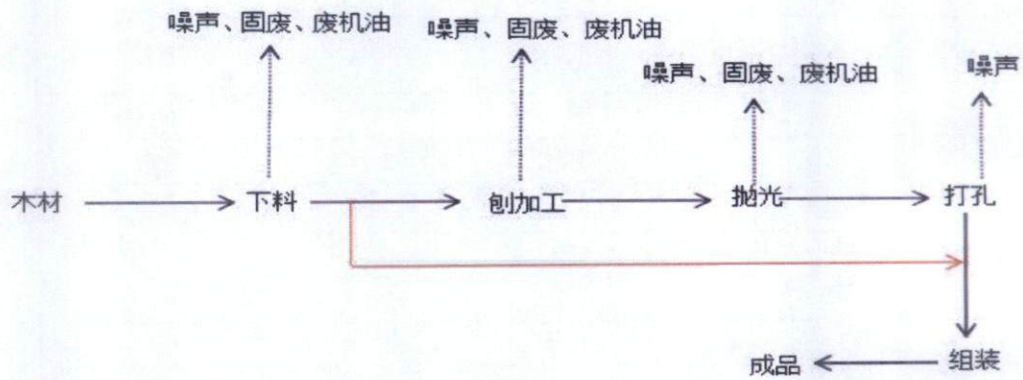 噪声、固废、废机油
噪声、固废、废机油
噪声、固废、废机油
噪声
木材
下料
刨加工
抛光
打孔
成品
组装